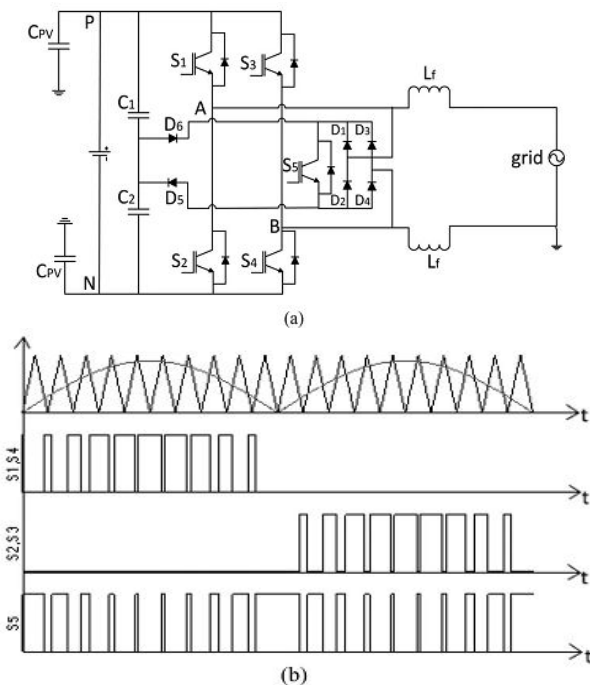 P
CPV
S1
S3
Lf
C1
A
D6
D1
D3
S5
grid
C2
D5
D2
D4
B
CPV
N
S2
S4
Lf
(a)
t
S1,S4
t
S2,S3
t
S5
t
(b)